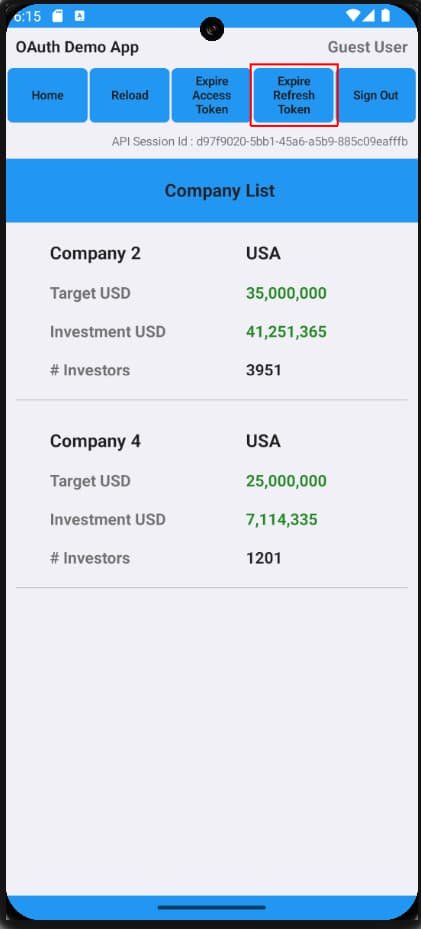 6:15
OAuth Demo App Guest User
Home Reload Expire Access Token Expire Refresh Token Sign Out
API Session Id : d97f9020-5bb1-45a6-a5b9-885c09eafffb
Company List
Company 2 USA
Target USD 35,000,000
Investment USD 41,251,365
# Investors 3951
Company 4 USA
Target USD 25,000,000
Investment USD 7,114,335
# Investors 1201